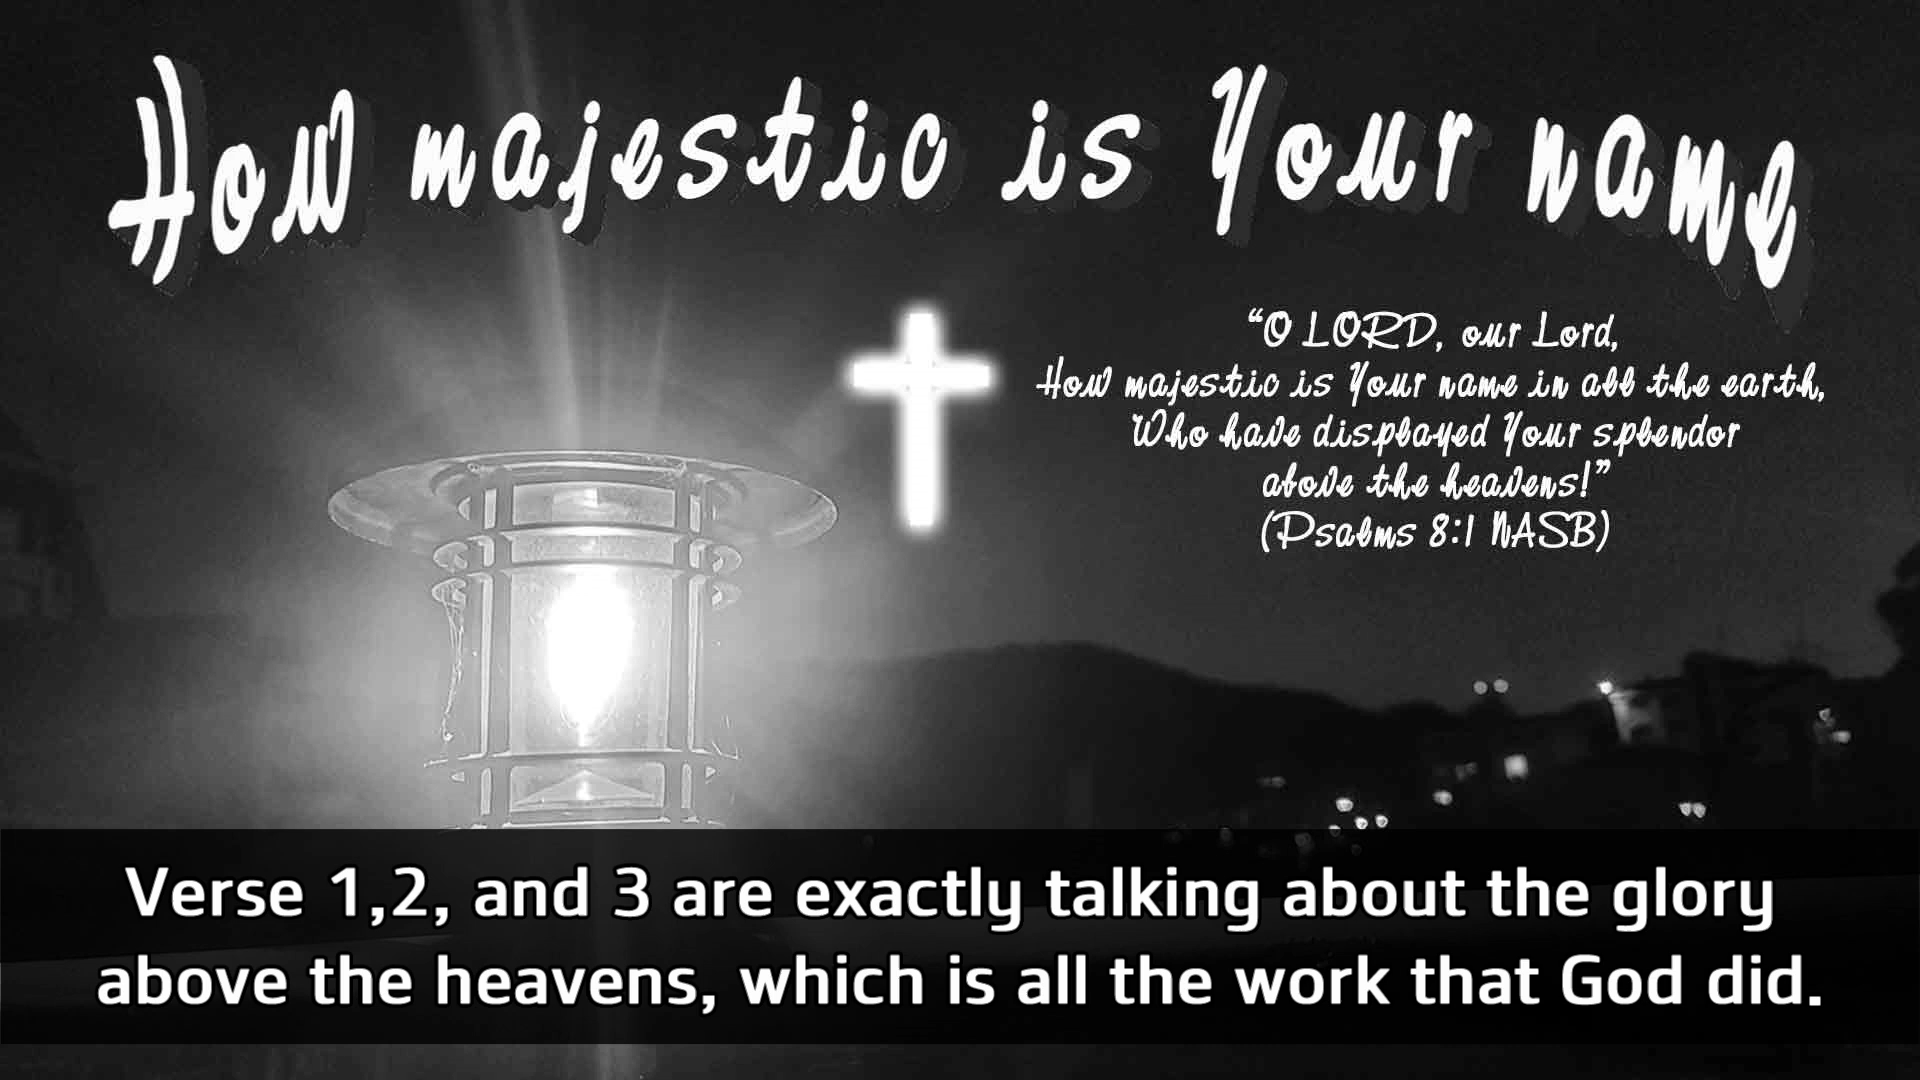 How majestic is Your name
“O LORD, our Lord,
How majestic is Your name in all the earth,
Who have displayed Your splendor
above the heavens!”
(Psalms 8:1 NASB)
Verse 1,2, and 3 are exactly talking about the glory
above the heavens, which is all the work that God did.